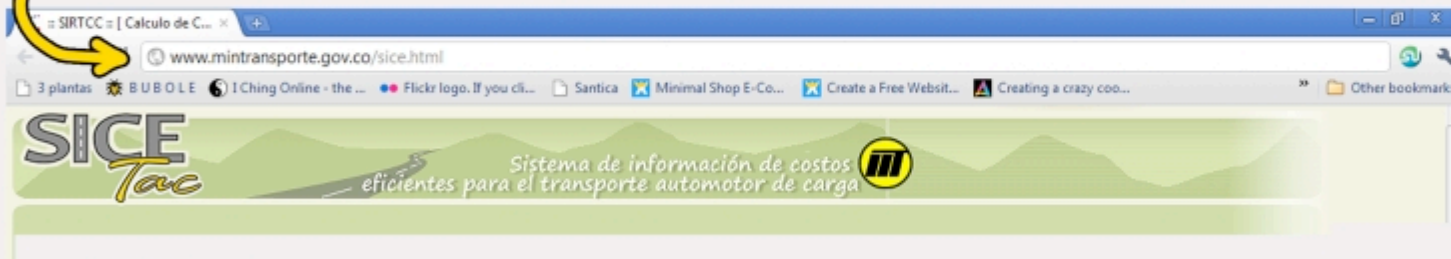 :: SIRTCC :: [ Calculo de C...
www.mintransporte.gov.co/sice.html
3 plantas B U B O L E I Ching Online - the ... Flickr logo. If you cli... Santica Minimal Shop E-Co... Create a Free Websit... Creating a crazy coo... » Other bookmark
SICE
Tac
Sistema de información de costos
eficientes para el transporte automotor de carga